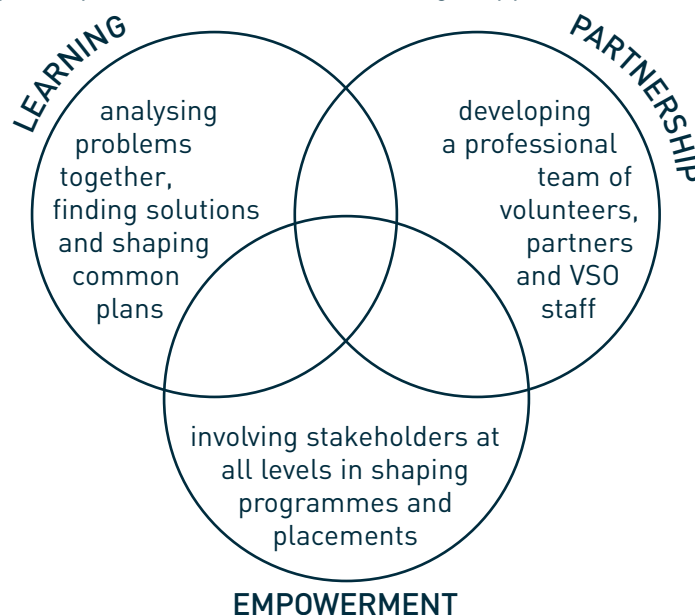 LEARNING
analysing
problems
together,
finding solutions
and shaping
common
plans
PARTNERSHIP
developing
a professional
team of
volunteers,
partners
and VSO
staff
involving stakeholders at
all levels in shaping
programmes and
placements
EMPOWERMENT